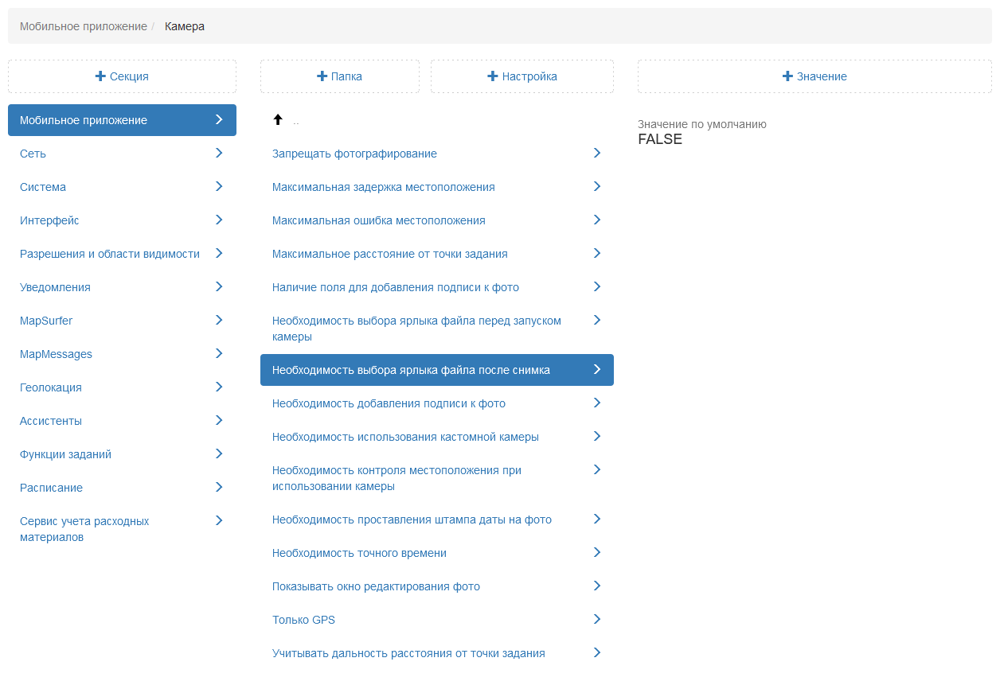 Мобильное приложение / Камера
Секция
Папка
Настройка
Значение
Мобильное приложение
Сеть
Система
Интерфейс
Разрешения и области видимости
Уведомления
MapSurfer
MapMessages
Геолокация
Ассистенты
Функции заданий
Расписание
Сервис учета расходных
материалов
..
Запрещать фотографирование
Максимальная задержка местоположения
Максимальная ошибка местоположения
Максимальное расстояние от точки задания
Наличие поля для добавления подписи к фото
Необходимость выбора ярлыка файла перед запуском
камеры
Необходимость выбора ярлыка файла после снимка
Необходимость добавления подписи к фото
Необходимость использования кастомной камеры
Необходимость контроля местоположения при
использовании камеры
Необходимость проставления штампа даты на фото
Необходимость точного времени
Показывать окно редактирования фото
Только GPS
Учитывать дальность расстояния от точки задания
Значение по умолчанию
FALSE